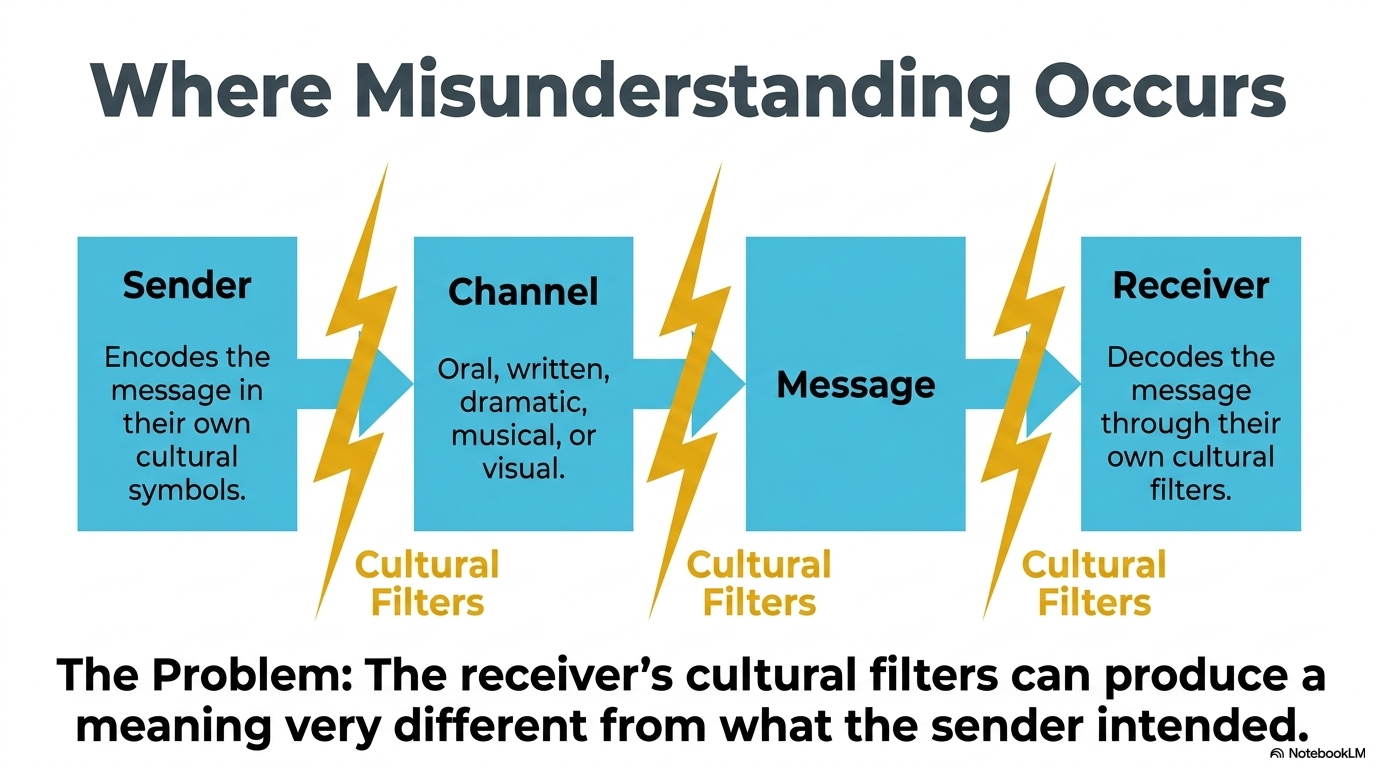 Where Misunderstanding Occurs
Sender
Encodes the
message in
their own
cultural
symbols.
Channel
Oral, written,
dramatic,
musical, or
visual.
Message
Receiver
Decodes the
message
through their
own cultural
filters.
Cultural
Filters
Cultural
Filters
Cultural
Filters
The Problem: The receiver’s cultural filters can produce a
meaning very different from what the sender intended.
NotebookLM